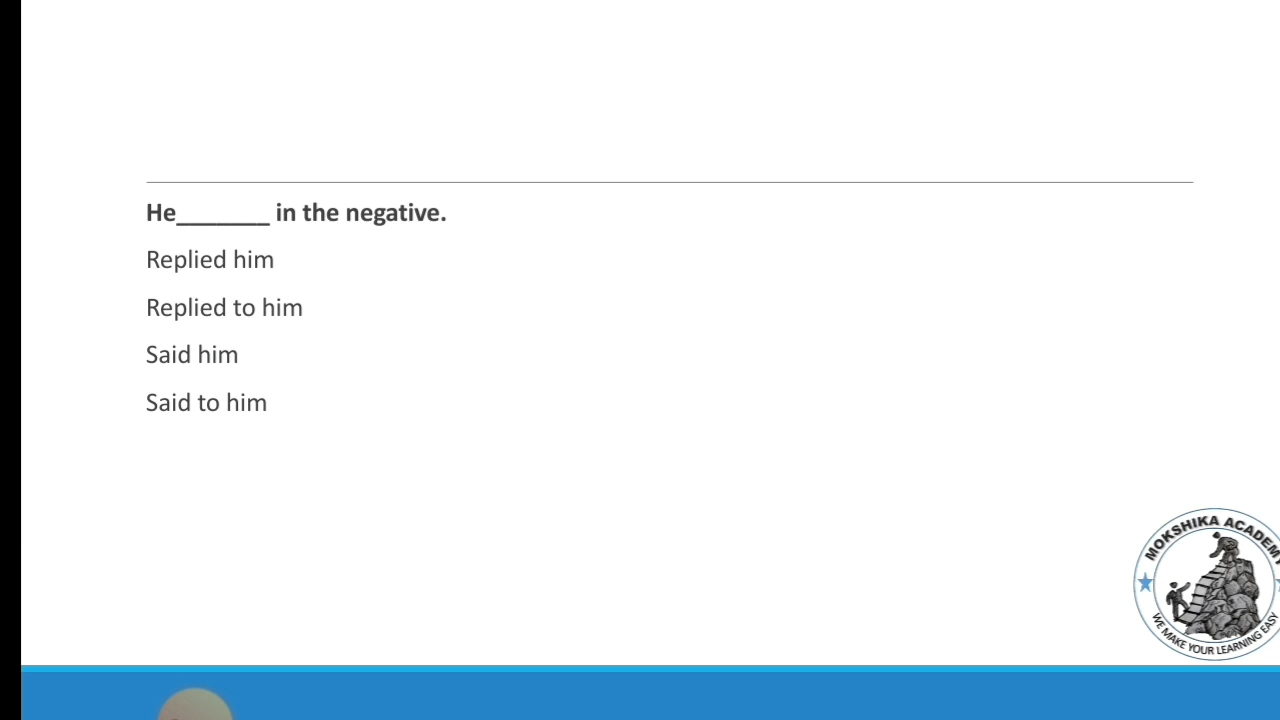 He_______ in the negative.
Replied him
Replied to him
Said him
Said to him
MOKSHIKA ACADEMY
WE MAKE YOUR LEARNING EASY